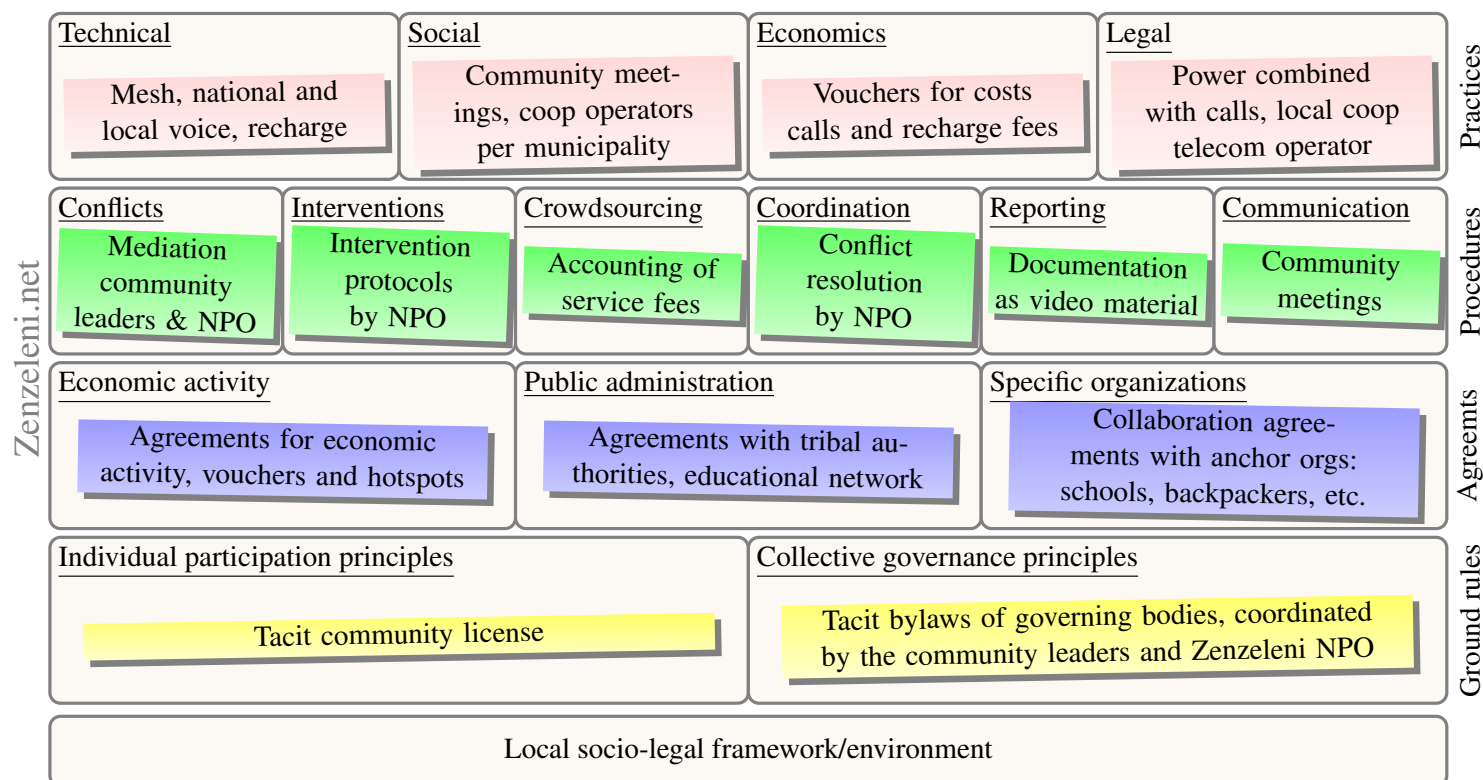 Zenzeleni.net
Technical
Mesh, national and
local voice, recharge
Social
Community meet-
ings, coop operators
per municipality
Economics
Vouchers for costs
calls and recharge fees
Legal
Power combined
with calls, local coop
telecom operator
Practices
Conflicts
Mediation
community
leaders & NPO
Interventions
Intervention
protocols
by NPO
Crowdsourcing
Accounting of
service fees
Coordination
Conflict
resolution
by NPO
Reporting
Documentation
as video material
Communication
Community
meetings
Procedures
Economic activity
Agreements for economic
activity, vouchers and hotspots
Public administration
Agreements with tribal au-
thorities, educational network
Specific organizations
Collaboration agree-
ments with anchor orgs:
schools, backpackers, etc.
Agreements
Individual participation principles
Tacit community license
Collective governance principles
Tacit bylaws of governing bodies, coordinated
by the community leaders and Zenzeleni NPO
Ground rules
Local socio-legal framework/environment